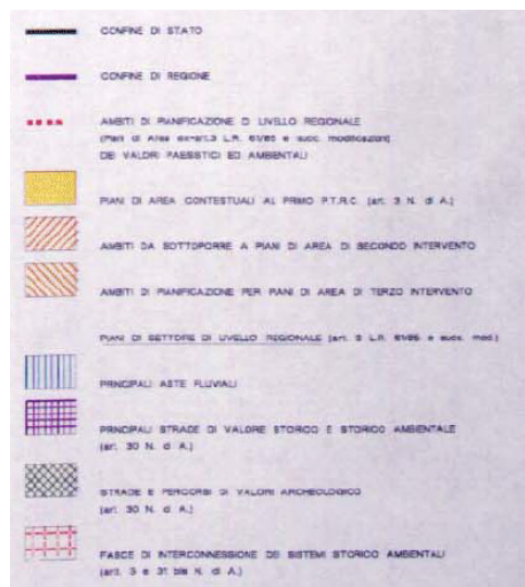 CONFINE DI STATO
CONFINE DI REGIONE
AMBITI DI PIANIFICAZIONE DI LIVELLO REGIONALE
(Piani di Area ex-art.3 L.R. 61/85 e succ. modificazioni)
DEI VALORI PAESISTICI ED AMBIENTALI
PIANI DI AREA CONTESTUALI AL PRIMO P.T.R.C. (art. 3 N. di A.)
AMBITI DA SOTTOPORRE A PIANI DI AREA DI SECONDO INTERVENTO
AMBITI DI PIANIFICAZIONE PER PIANI DI AREA DI TERZO INTERVENTO
PIANI DI SETTORE DI LIVELLO REGIONALE (art. 3 L.R. 61/85 e succ. mod.)
PRINCIPALI ASTE FLUVIALI
PRINCIPALI STRADE DI VALORE STORICO E STORICO AMBIENTALE
(art. 30 N. di A.)
STRADE E PERCORSI DI VALORI ARCHEOLOGICO
(art. 30 N. di A.)
FASCE DI INTERCONNESSIONE DEI SISTEMI STORICO AMBIENTALI
(artt. 3 e 31 bis N. di A.)